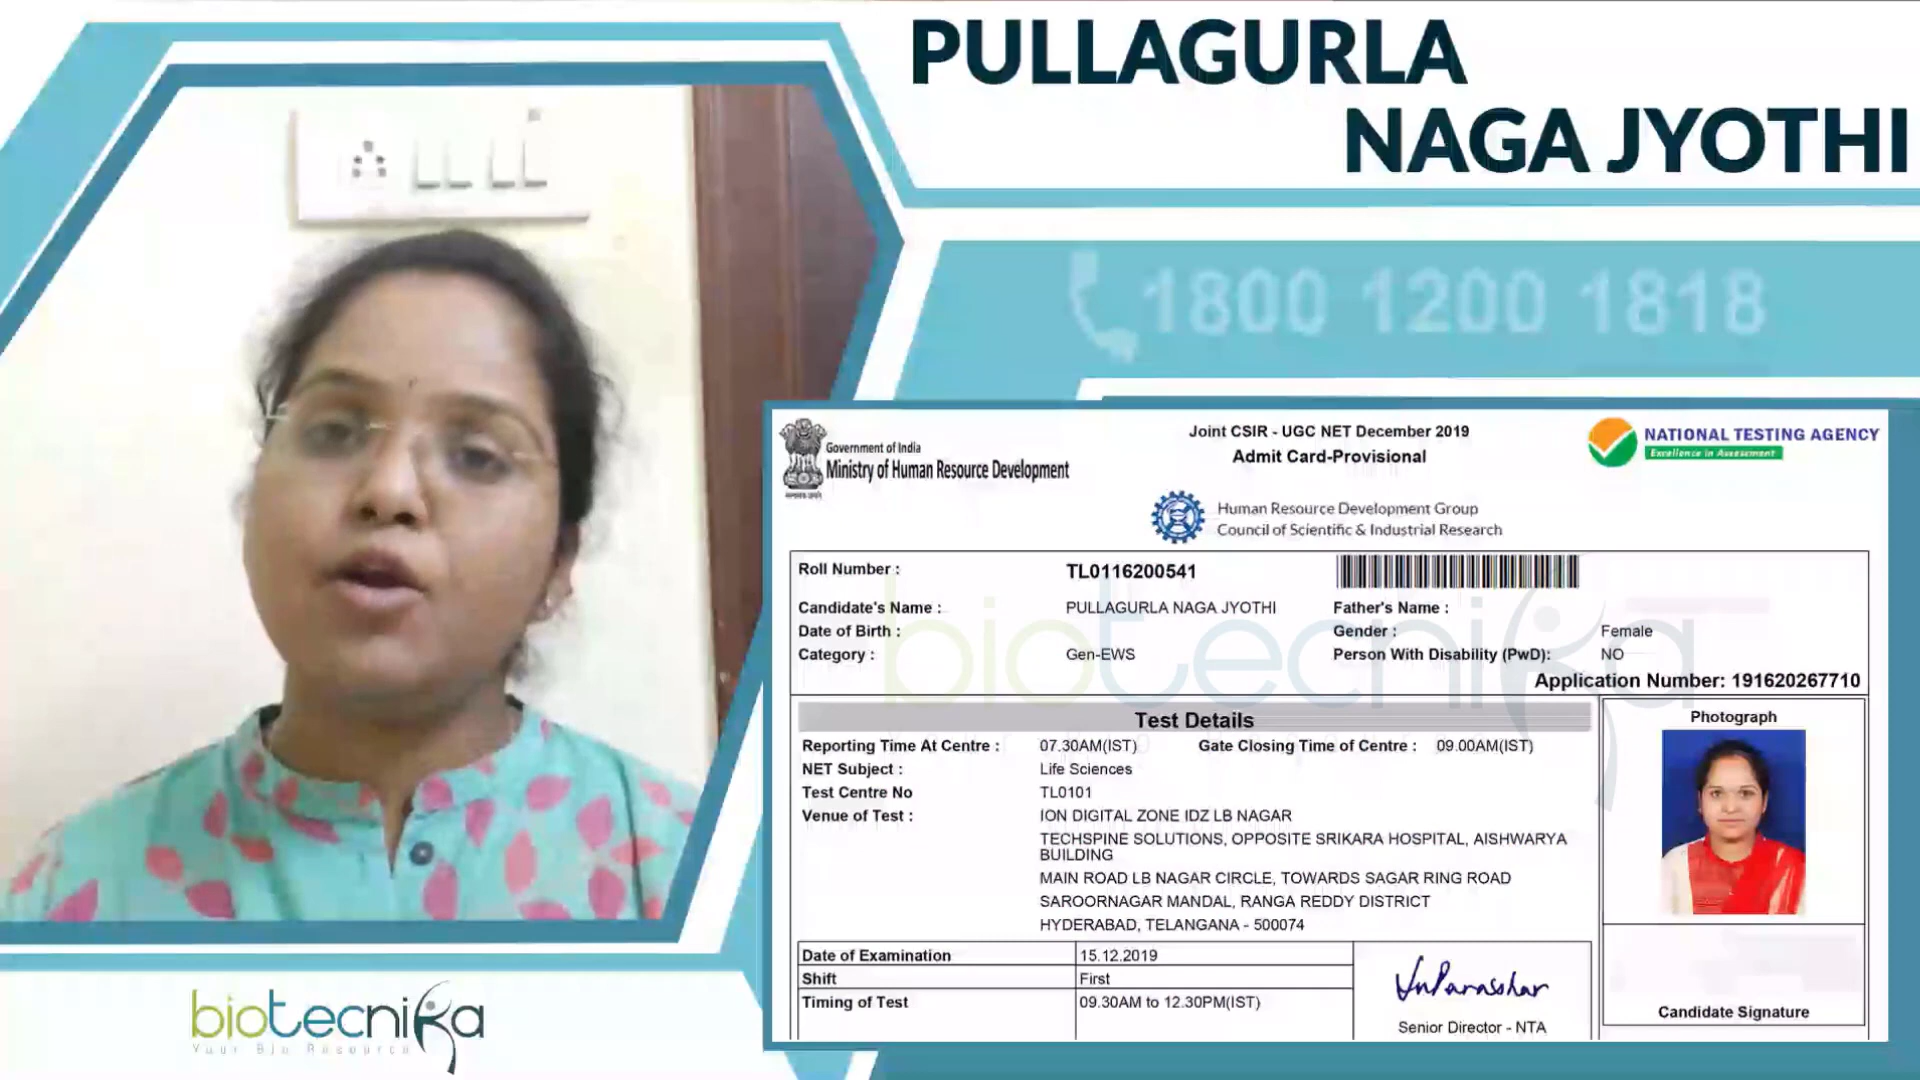 PULLAGURLA
NAGA JYOTHI
1800 1200 1818
Government of India
Ministry of Human Resource Development
Joint CSIR - UGC NET December 2019
Admit Card-Provisional
NATIONAL TESTING AGENCY
Excellence in Assessment
Human Resource Development Group
Council of Scientific & Industrial Research
Roll Number : TL0116200541
Candidate's Name : PULLAGURLA NAGA JYOTHI Father's Name :
Date of Birth : Gender : Female
Category : Gen-EWS Person With Disability (PwD): NO
Application Number: 191620267710
Test Details
Photograph
Reporting Time At Centre : 07.30AM(IST) Gate Closing Time of Centre : 09.00AM(IST)
NET Subject : Life Sciences
Test Centre No TL0101
Venue of Test : ION DIGITAL ZONE IDZ LB NAGAR
TECHSPINE SOLUTIONS, OPPOSITE SRIKARA HOSPITAL, AISHWARYA
BUILDING
MAIN ROAD LB NAGAR CIRCLE, TOWARDS SAGAR RING ROAD
SAROORNAGAR MANDAL, RANGA REDDY DISTRICT
HYDERABAD, TELANGANA - 500074
Date of Examination 15.12.2019
Shift First
Timing of Test 09.30AM to 12.30PM(IST)
Senior Director - NTA
Candidate Signature
biotecnika
Your Bio Resource
biotecnika